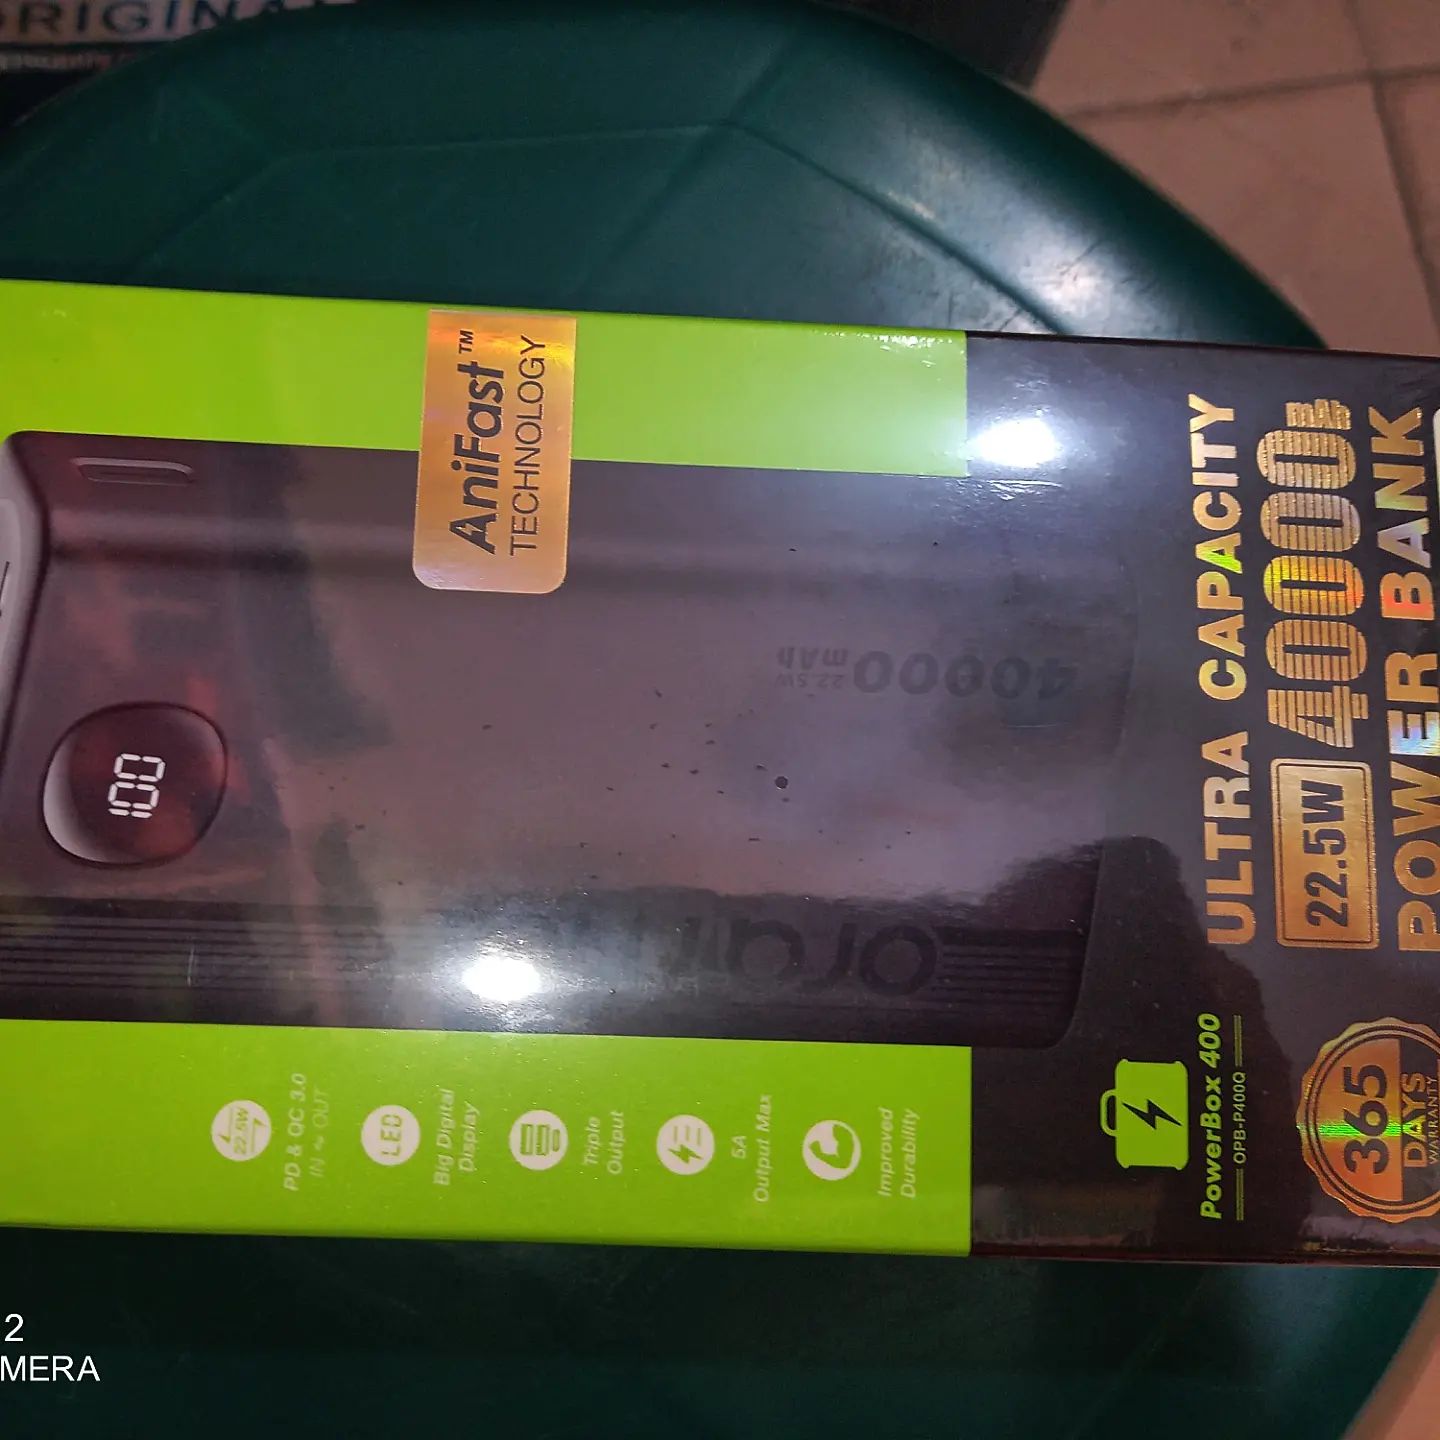 ORIGINA
AniFast™
TECHNOLOGY
100
40000
22.5W
mAh
oraimo
ULTRA CAPACITY
22.5W 40000mAh
POWER BANK
PowerBox 400
OPB-P400Q
365
DAYS
WARRANTY
22.5W
PD & QC 3.0
IN ~ OUT
LED
Big Digital
Display
Triple
Output
5A
Output Max
Improved
Durability
2
MERA